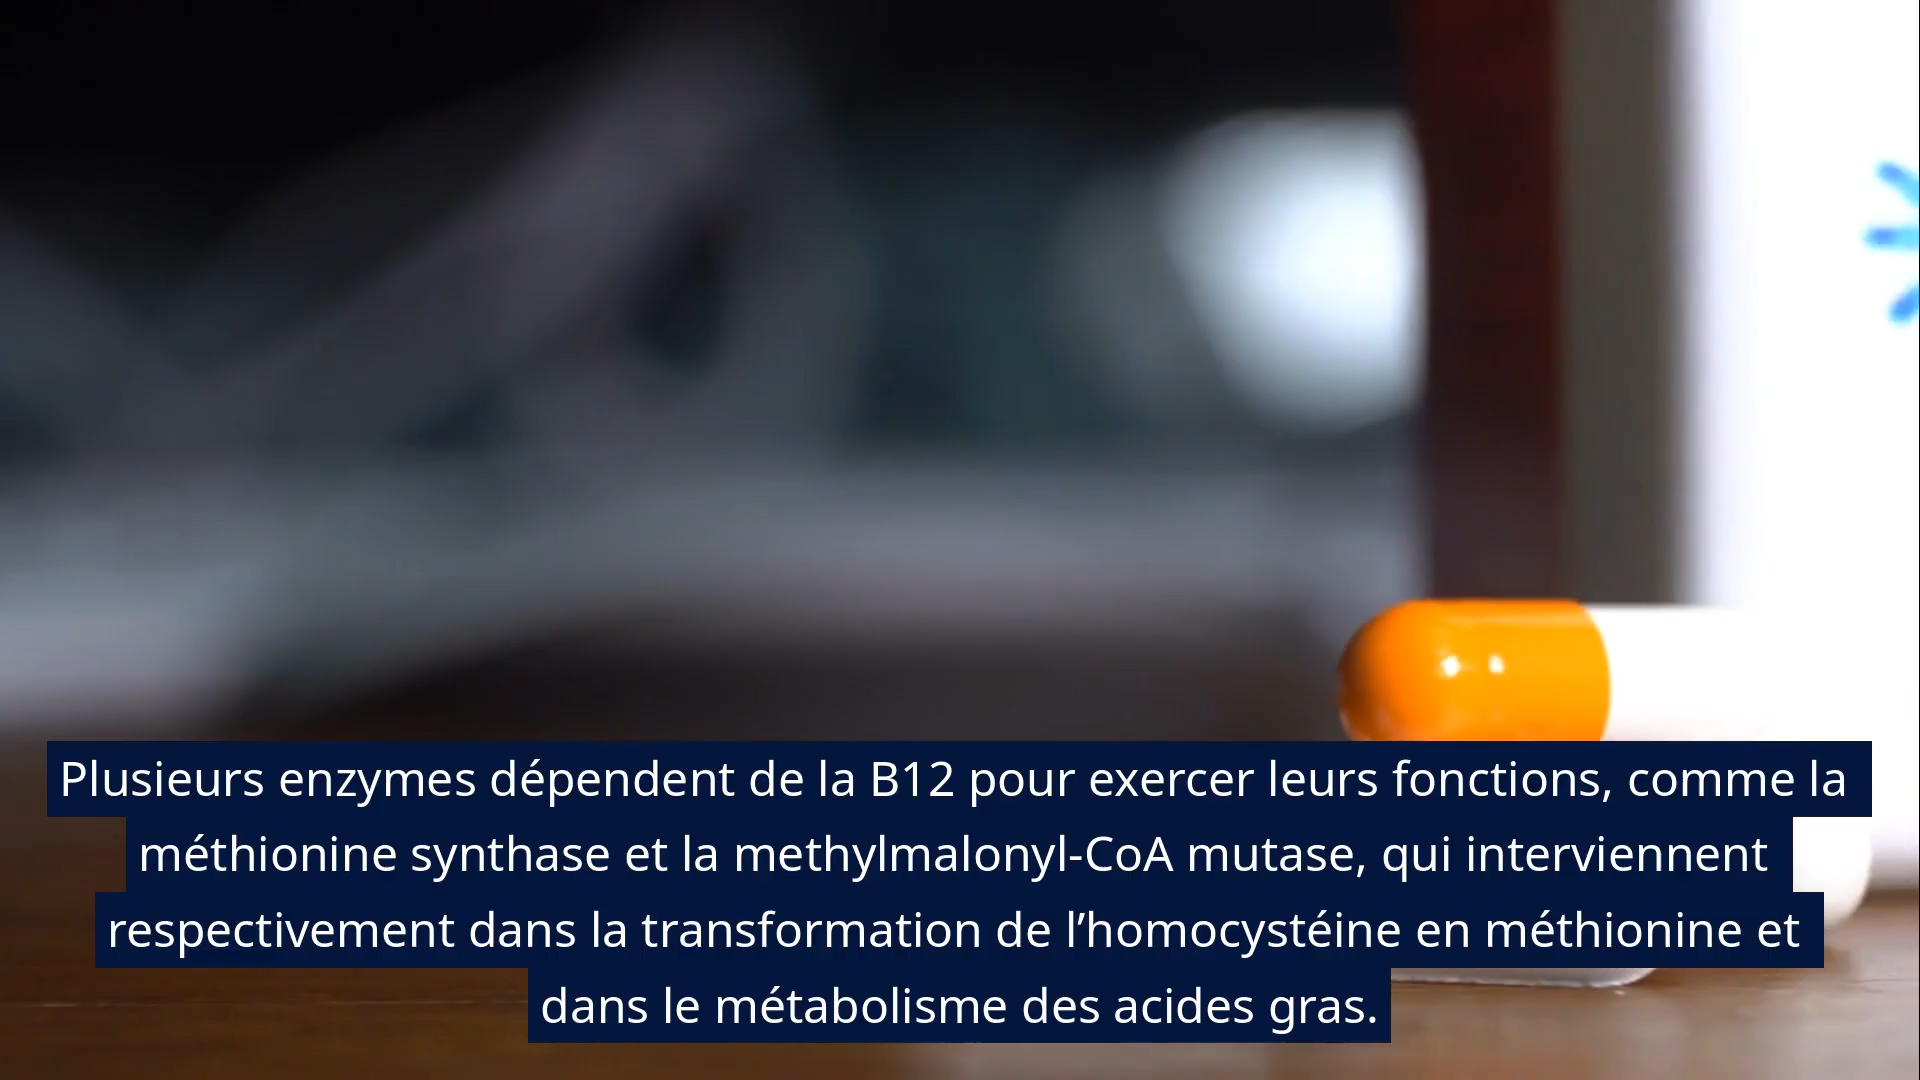 Plusieurs enzymes dépendent de la B12 pour exercer leurs fonctions, comme la
méthionine synthase et la methylmalonyl-CoA mutase, qui interviennent
respectivement dans la transformation de l’homocystéine en méthionine et
dans le métabolisme des acides gras.